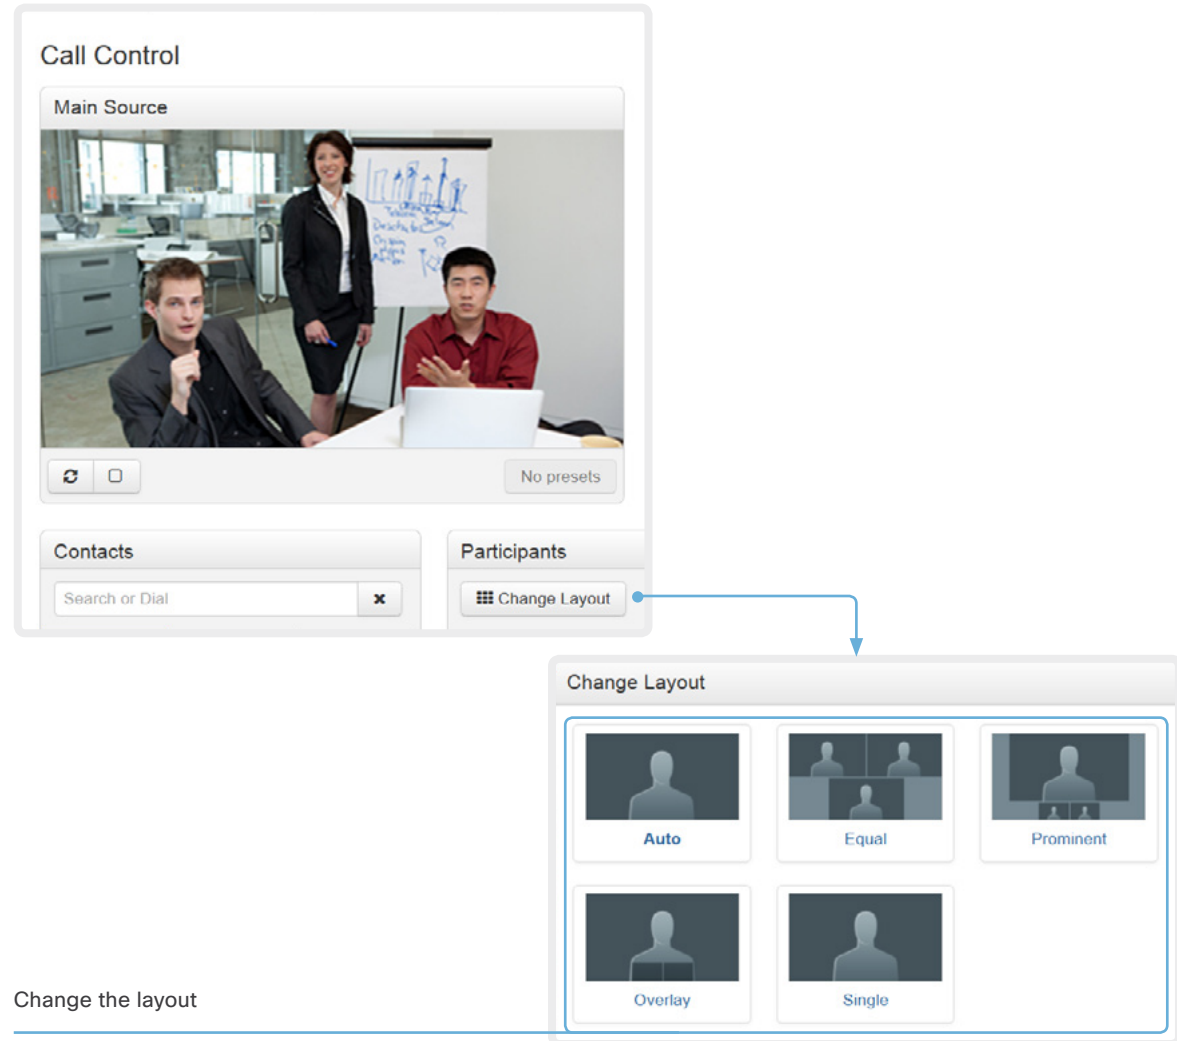 Call Control
Main Source
No presets
Contacts
Participants
Search or Dial
Change Layout
Change Layout
Auto
Equal
Prominent
Overlay
Single
Change the layout